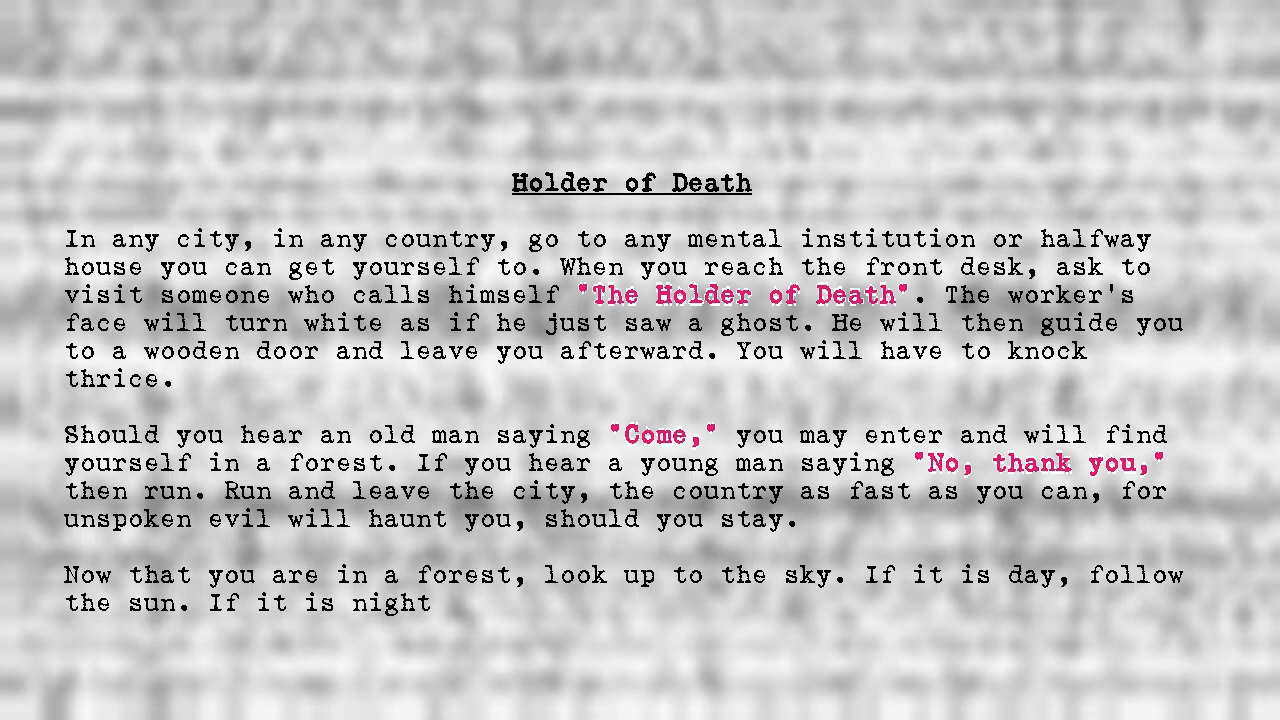 Holder of Death
In any city, in any country, go to any mental institution or halfway
house you can get yourself to. When you reach the front desk, ask to
visit someone who calls himself "The Holder of Death". The worker's
face will turn white as if he just saw a ghost. He will then guide you
to a wooden door and leave you afterward. You will have to knock
thrice.
Should you hear an old man saying "Come," you may enter and will find
yourself in a forest. If you hear a young man saying "No, thank you,"
then run. Run and leave the city, the country as fast as you can, for
unspoken evil will haunt you, should you stay.
Now that you are in a forest, look up to the sky. If it is day, follow
the sun. If it is night